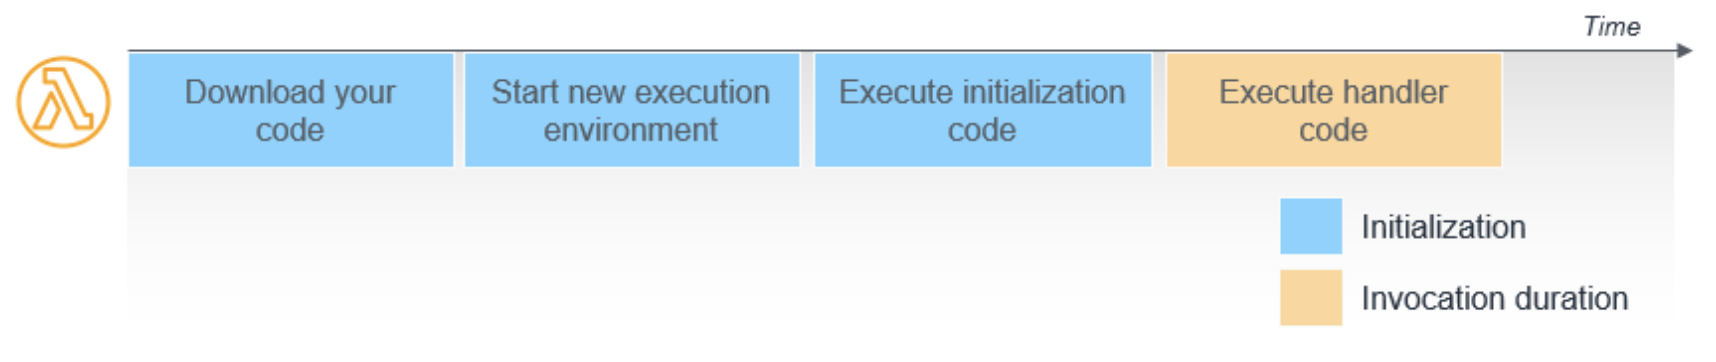 Time
Download your
code
Start new execution
environment
Execute initialization
code
Execute handler
code
Initialization
Invocation duration